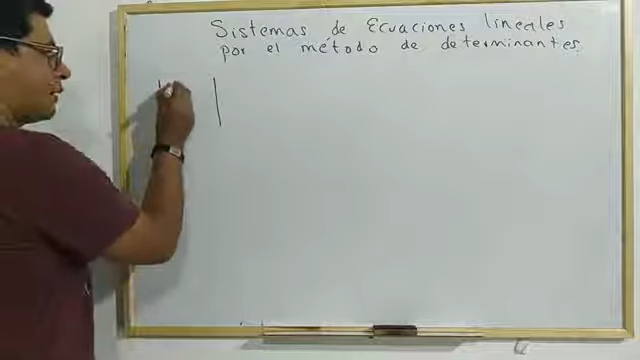 Sistemas de Ecuaciones lineales
por el método de determinantes.